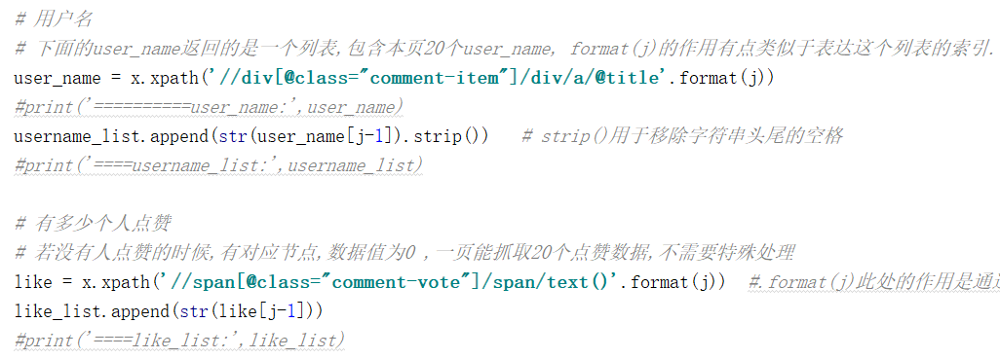 # 用户名
# 下面的user_name返回的是一个列表,包含本页20个user_name, format(j)的作用有点类似于表达这个列表的索引.
user_name = x.xpath('//div[@class="comment-item"]/div/a/@title'.format(j))
#print('==========user_name:',user_name)
username_list.append(str(user_name[j-1]).strip())   # strip()用于移除字符串头尾的空格
#print('====username_list:',username_list)
# 有多少个人点赞
# 若没有人点赞的时候,有对应节点,数据值为0 ,一页能抓取20个点赞数据,不需要特殊处理
like = x.xpath('//span[@class="comment-vote"]/span/text()'.format(j))  #.format(j)此处的作用是通
like_list.append(str(like[j-1]))
#print('====like_list:',like_list)